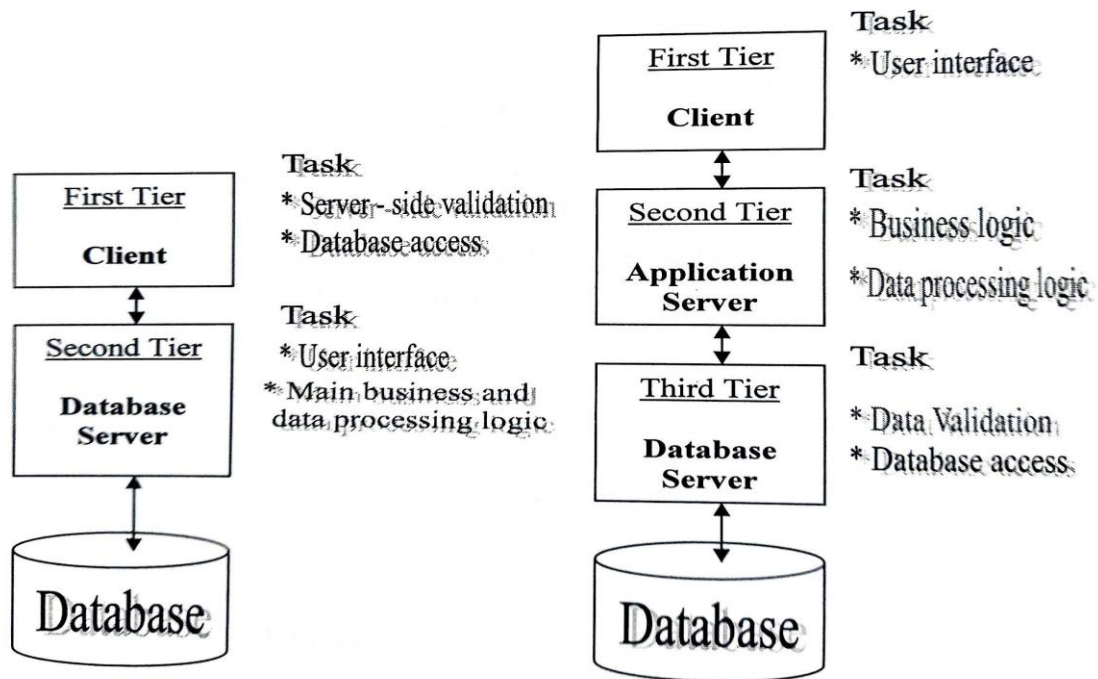 First Tier
Client
Task
* Server - side validation
* Database access
Second Tier
Database
Server
Task
* User interface
* Main business and
data processing logic
Database
First Tier
Client
Task
* User interface
Second Tier
Application
Server
Task
* Business logic
* Data processing logic
Third Tier
Database
Server
Task
* Data Validation
* Database access
Database